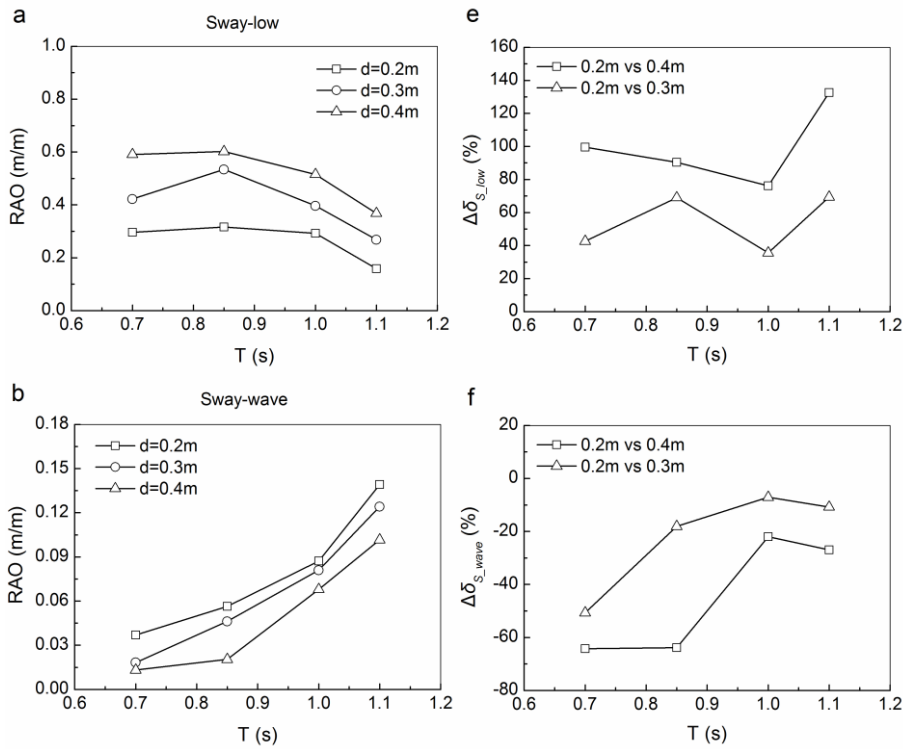 a
Sway-low
1.0
0.8
0.6
0.4
0.2
0.0
RAO (m/m)
d=0.2m
d=0.3m
d=0.4m
0.6 0.7 0.8 0.9 1.0 1.1 1.2
T (s)
e
160
140
120
100
80
60
40
20
0
ΔδS_low (%)
0.2m vs 0.4m
0.2m vs 0.3m
0.6 0.7 0.8 0.9 1.0 1.1 1.2
T (s)
b
Sway-wave
0.18
0.15
0.12
0.09
0.06
0.03
0.00
RAO (m/m)
d=0.2m
d=0.3m
d=0.4m
0.6 0.7 0.8 0.9 1.0 1.1 1.2
T (s)
f
20
0
-20
-40
-60
-80
ΔδS_wave (%)
0.2m vs 0.4m
0.2m vs 0.3m
0.6 0.7 0.8 0.9 1.0 1.1 1.2
T (s)